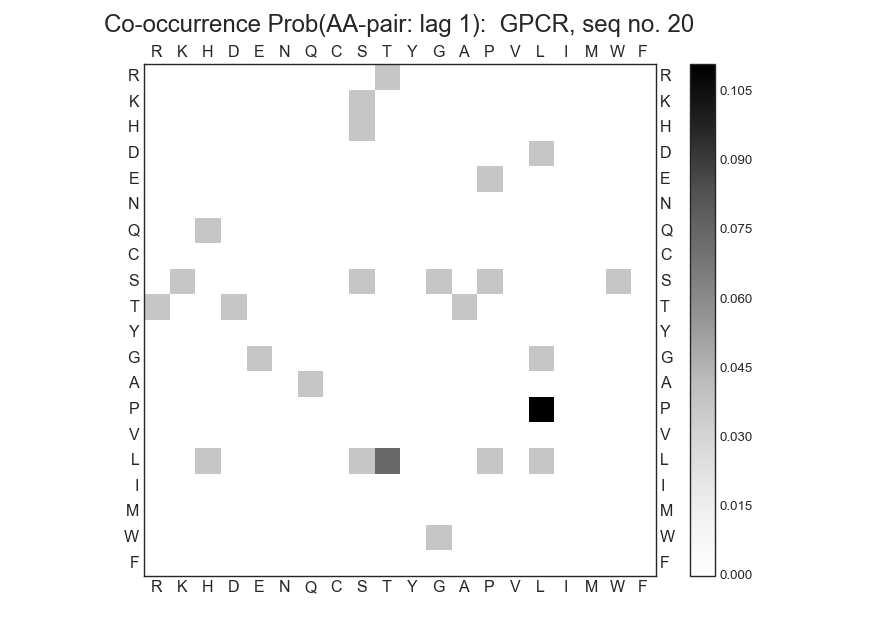 Co-occurrence Prob(AA-pair: lag 1):  GPCR, seq no. 20
R K H D E N Q C S T Y G A P V L I M W F
R R 0.105
K K
H H
D D 0.090
E E
N N
Q Q 0.075
C C
S S
T T 0.060
Y Y
G G 0.045
A A
P P
V V 0.030
L L
I I
M M 0.015
W W
F F 0.000
R K H D E N Q C S T Y G A P V L I M W F